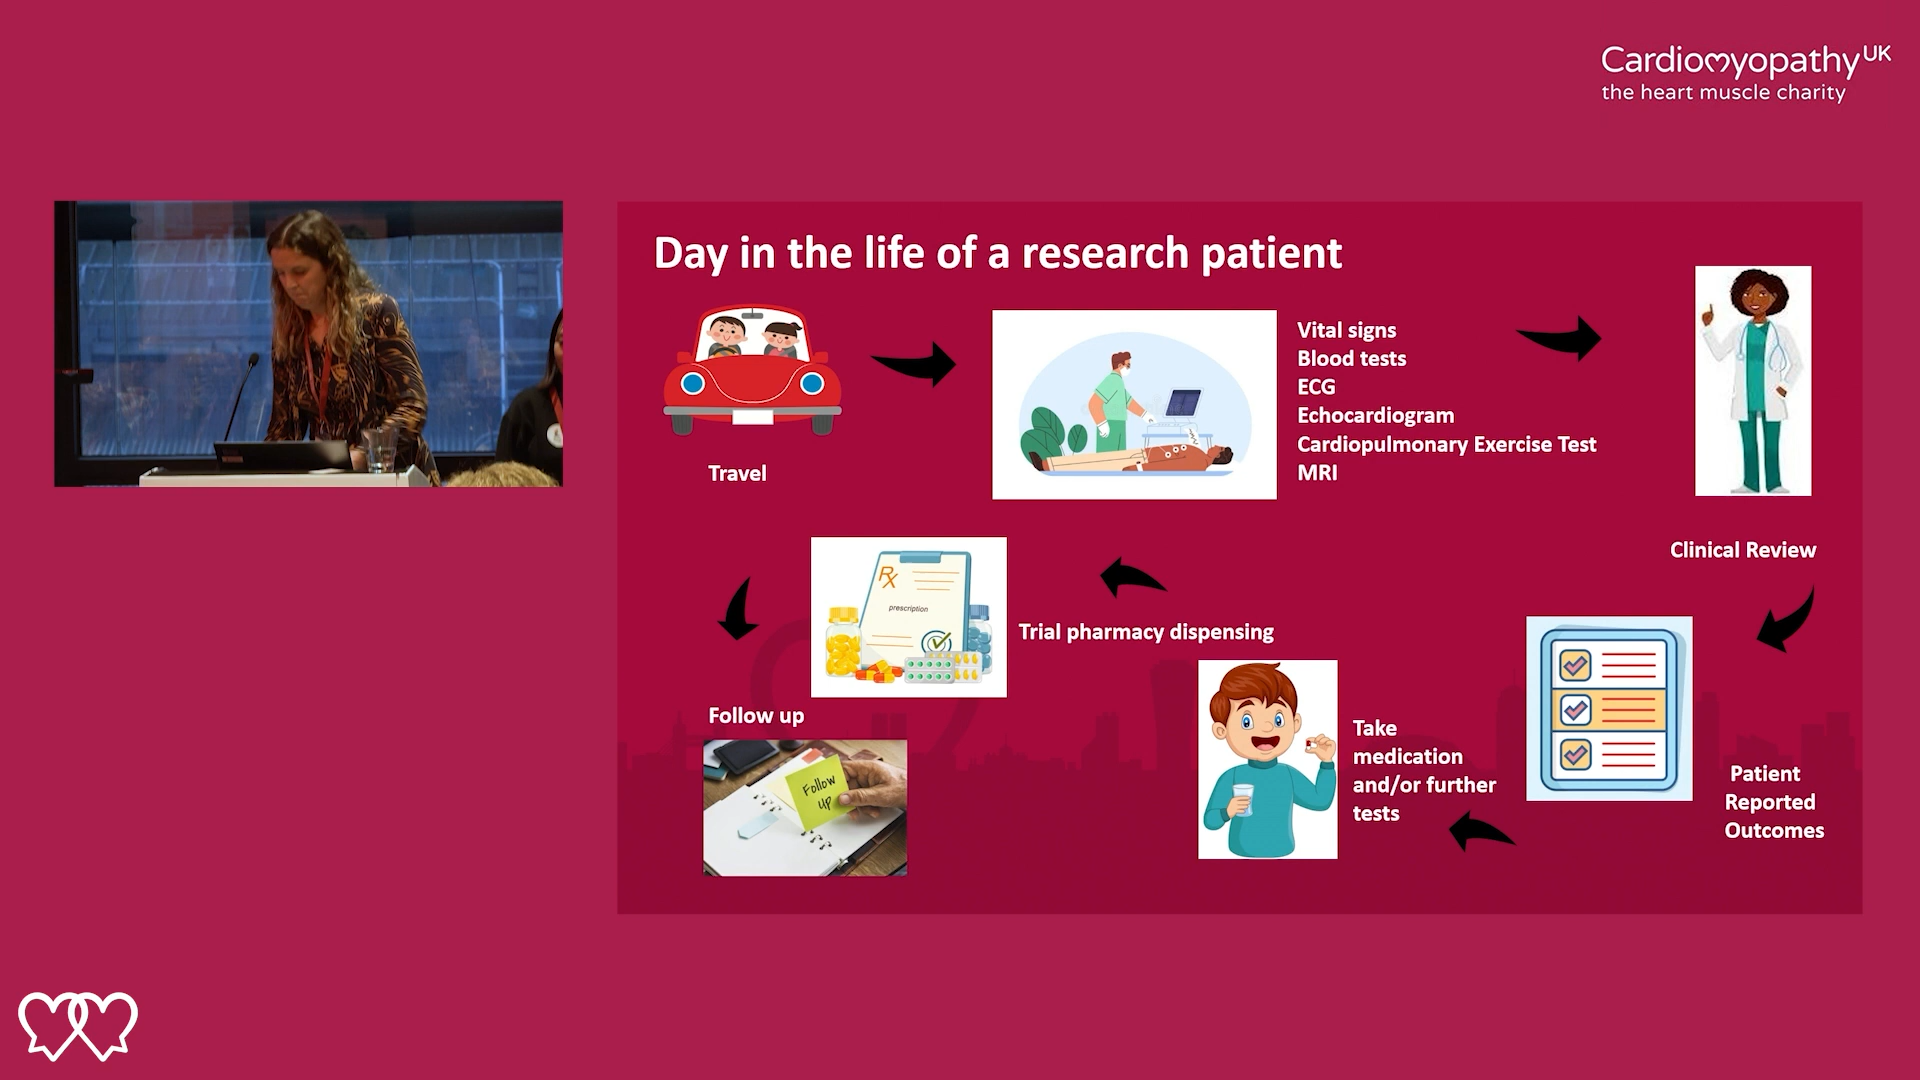 Cardiomyopathy UK
the heart muscle charity
Day in the life of a research patient
Travel
Vital signs
Blood tests
ECG
Echocardiogram
Cardiopulmonary Exercise Test
MRI
Clinical Review
Patient
Reported
Outcomes
Take
medication
and/or further
tests
Trial pharmacy dispensing
Rx
prescription
Follow up
Follow
up